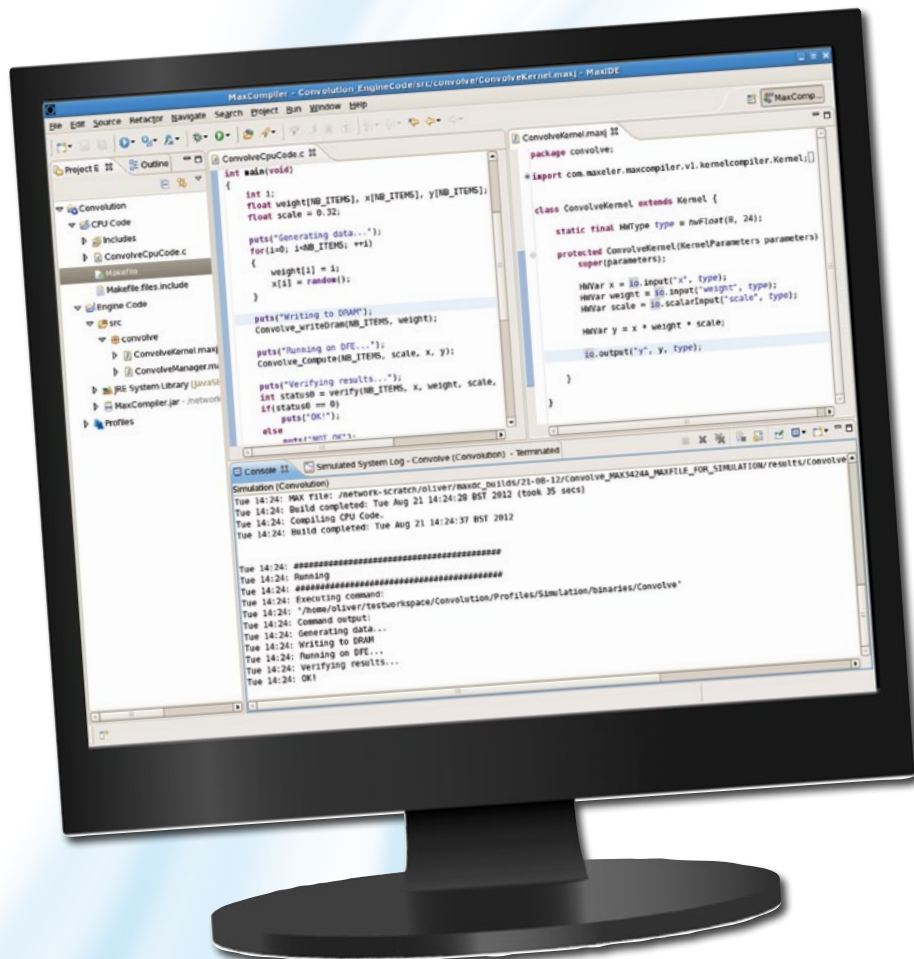 MaxCompiler - Convolution_EngineCode/src/convolve/ConvolveKernel.maxj - MaxIDE
File Edit Source Refactor Navigate Search Project Run Window Help
MaxComp...
Project E
Outline
Convolution
CPU Code
Includes
ConvolveCpuCode.c
Makefile
Makefile.files.include
Engine Code
src
convolve
ConvolveKernel.maxj
ConvolveManager.m
JRE System Library [JavaSE
MaxCompiler.jar - /network
Profiles
ConvolveCpuCode.c
int main(void)
{
int i;
float weight[NB_ITEMS], x[NB_ITEMS], y[NB_ITEMS];
float scale = 0.32;
puts("Generating data...");
for(i=0; i<NB_ITEMS; ++i)
{
weight[i] = i;
x[i] = random();
}
puts("Writing to DRAM");
Convolve_writeDram(NB_ITEMS, weight);
puts("Running on DFE...");
Convolve_Compute(NB_ITEMS, scale, x, y);
puts("Verifying results...");
int status0 = verify(NB_ITEMS, x, weight, scale,
if(status0 == 0)
puts("OK!");
else
puts("NOT OK");
ConvolveKernel.maxj
package convolve;
import com.maxeler.maxcompiler.v1.kernelcompiler.Kernel;
class ConvolveKernel extends Kernel {
static final HWType type = hwFloat(8, 24);
protected ConvolveKernel(KernelParameters parameters)
super(parameters);
HWVar x = io.input("x", type);
HWVar weight = io.input("weight", type);
HWVar scale = io.scalarInput("scale", type);
HWVar y = x * weight * scale;
io.output("y", y, type);
}
}
Console
Simulated System Log - Convolve (Convolution) - Terminated
Simulation (Convolution)
Tue 14:24: MAX file: /network-scratch/oliver/maxdc_builds/21-08-12/Convolve_MAX3424A_MAXFILE_FOR_SIMULATION/results/Convolve
Tue 14:24: Build completed: Tue Aug 21 14:24:28 BST 2012 (took 35 secs)
Tue 14:24: Compiling CPU Code.
Tue 14:24: Build completed: Tue Aug 21 14:24:37 BST 2012
Tue 14:24: ##########################################
Tue 14:24: Running
Tue 14:24: ##########################################
Tue 14:24: Executing command:
Tue 14:24: '/home/oliver/testworkspace/Convolution/Profiles/Simulation/binaries/Convolve'
Tue 14:24: Command output:
Tue 14:24: Generating data...
Tue 14:24: Writing to DRAM
Tue 14:24: Running on DFE...
Tue 14:24: Verifying results...
Tue 14:24: OK!